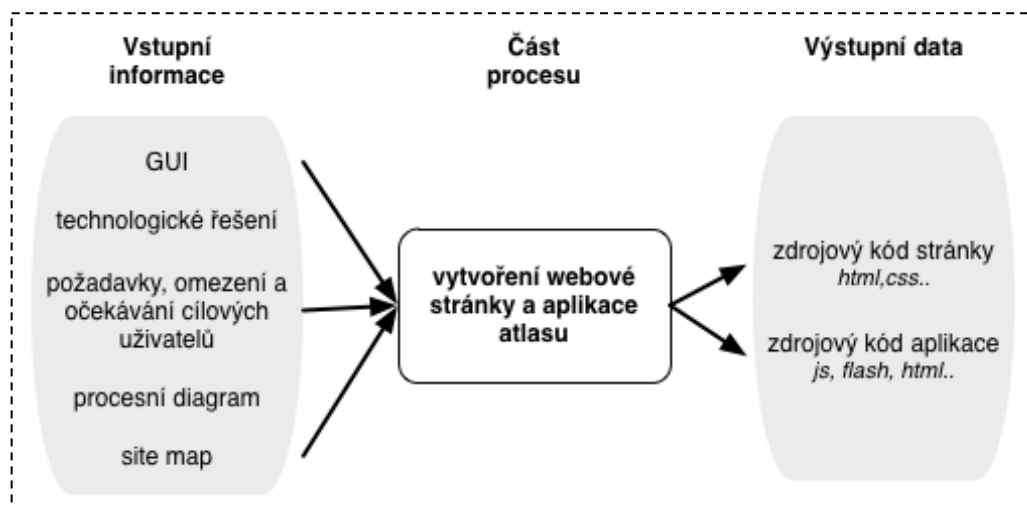 Vstupní
informace
Část
procesu
Výstupní data
GUI
technologické řešení
požadavky, omezení a
očekávání cílových
uživatelů
procesní diagram
site map
vytvoření webové
stránky a aplikace
atlasu
zdrojový kód stránky
html,css..
zdrojový kód aplikace
js, flash, html..